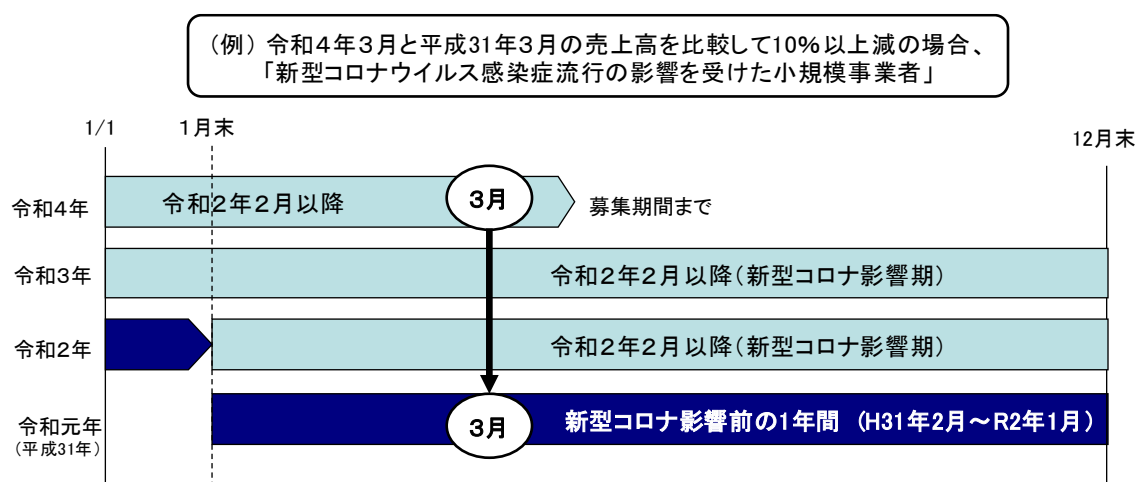 （例） 令和４年３月と平成31年３月の売上高を比較して10％以上減の場合、
「新型コロナウイルス感染症流行の影響を受けた小規模事業者」
1/1
１月末
12月末
令和４年
令和２年２月以降
３月
募集期間まで
令和３年
令和２年２月以降（新型コロナ影響期）
令和２年
令和２年２月以降（新型コロナ影響期）
令和元年
（平成31年）
３月
新型コロナ影響前の1年間 （H31年２月～R２年１月）